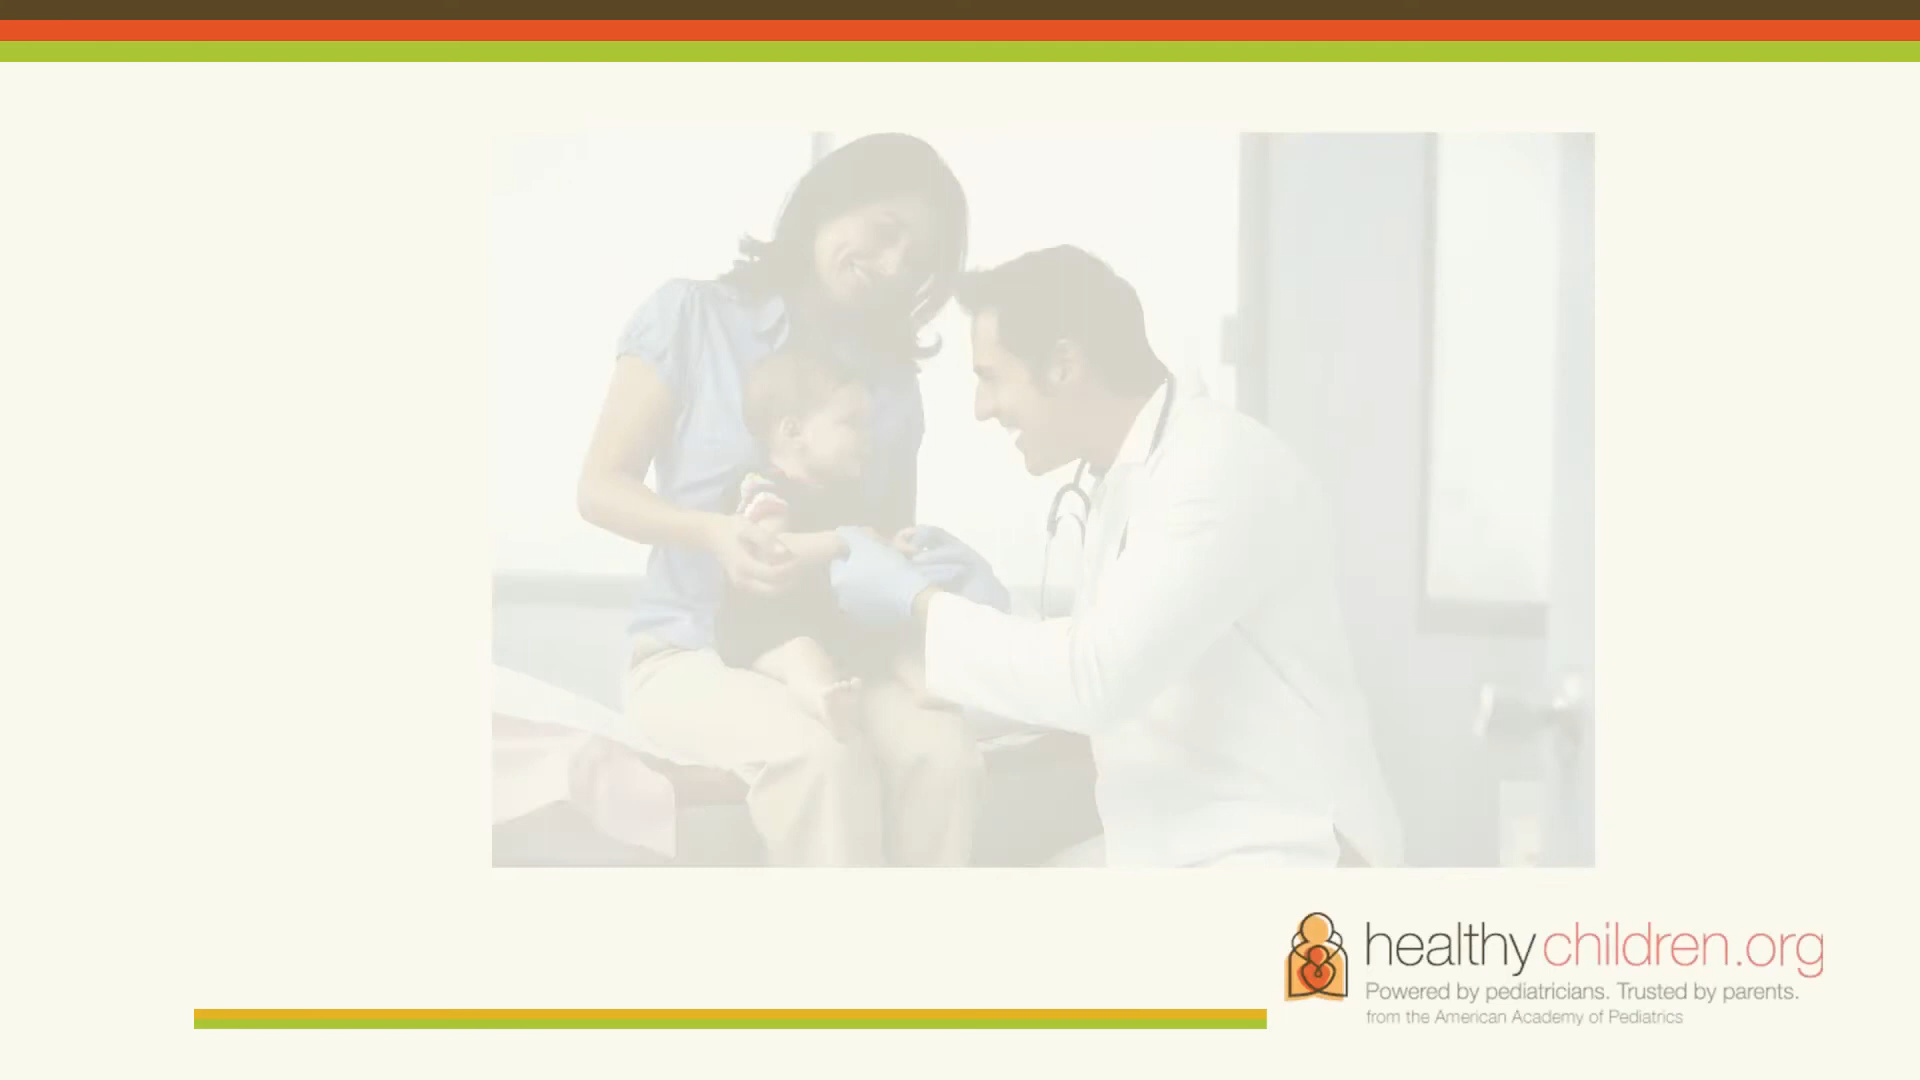 healthychildren.org
Powered by pediatricians. Trusted by parents.
from the American Academy of Pediatrics